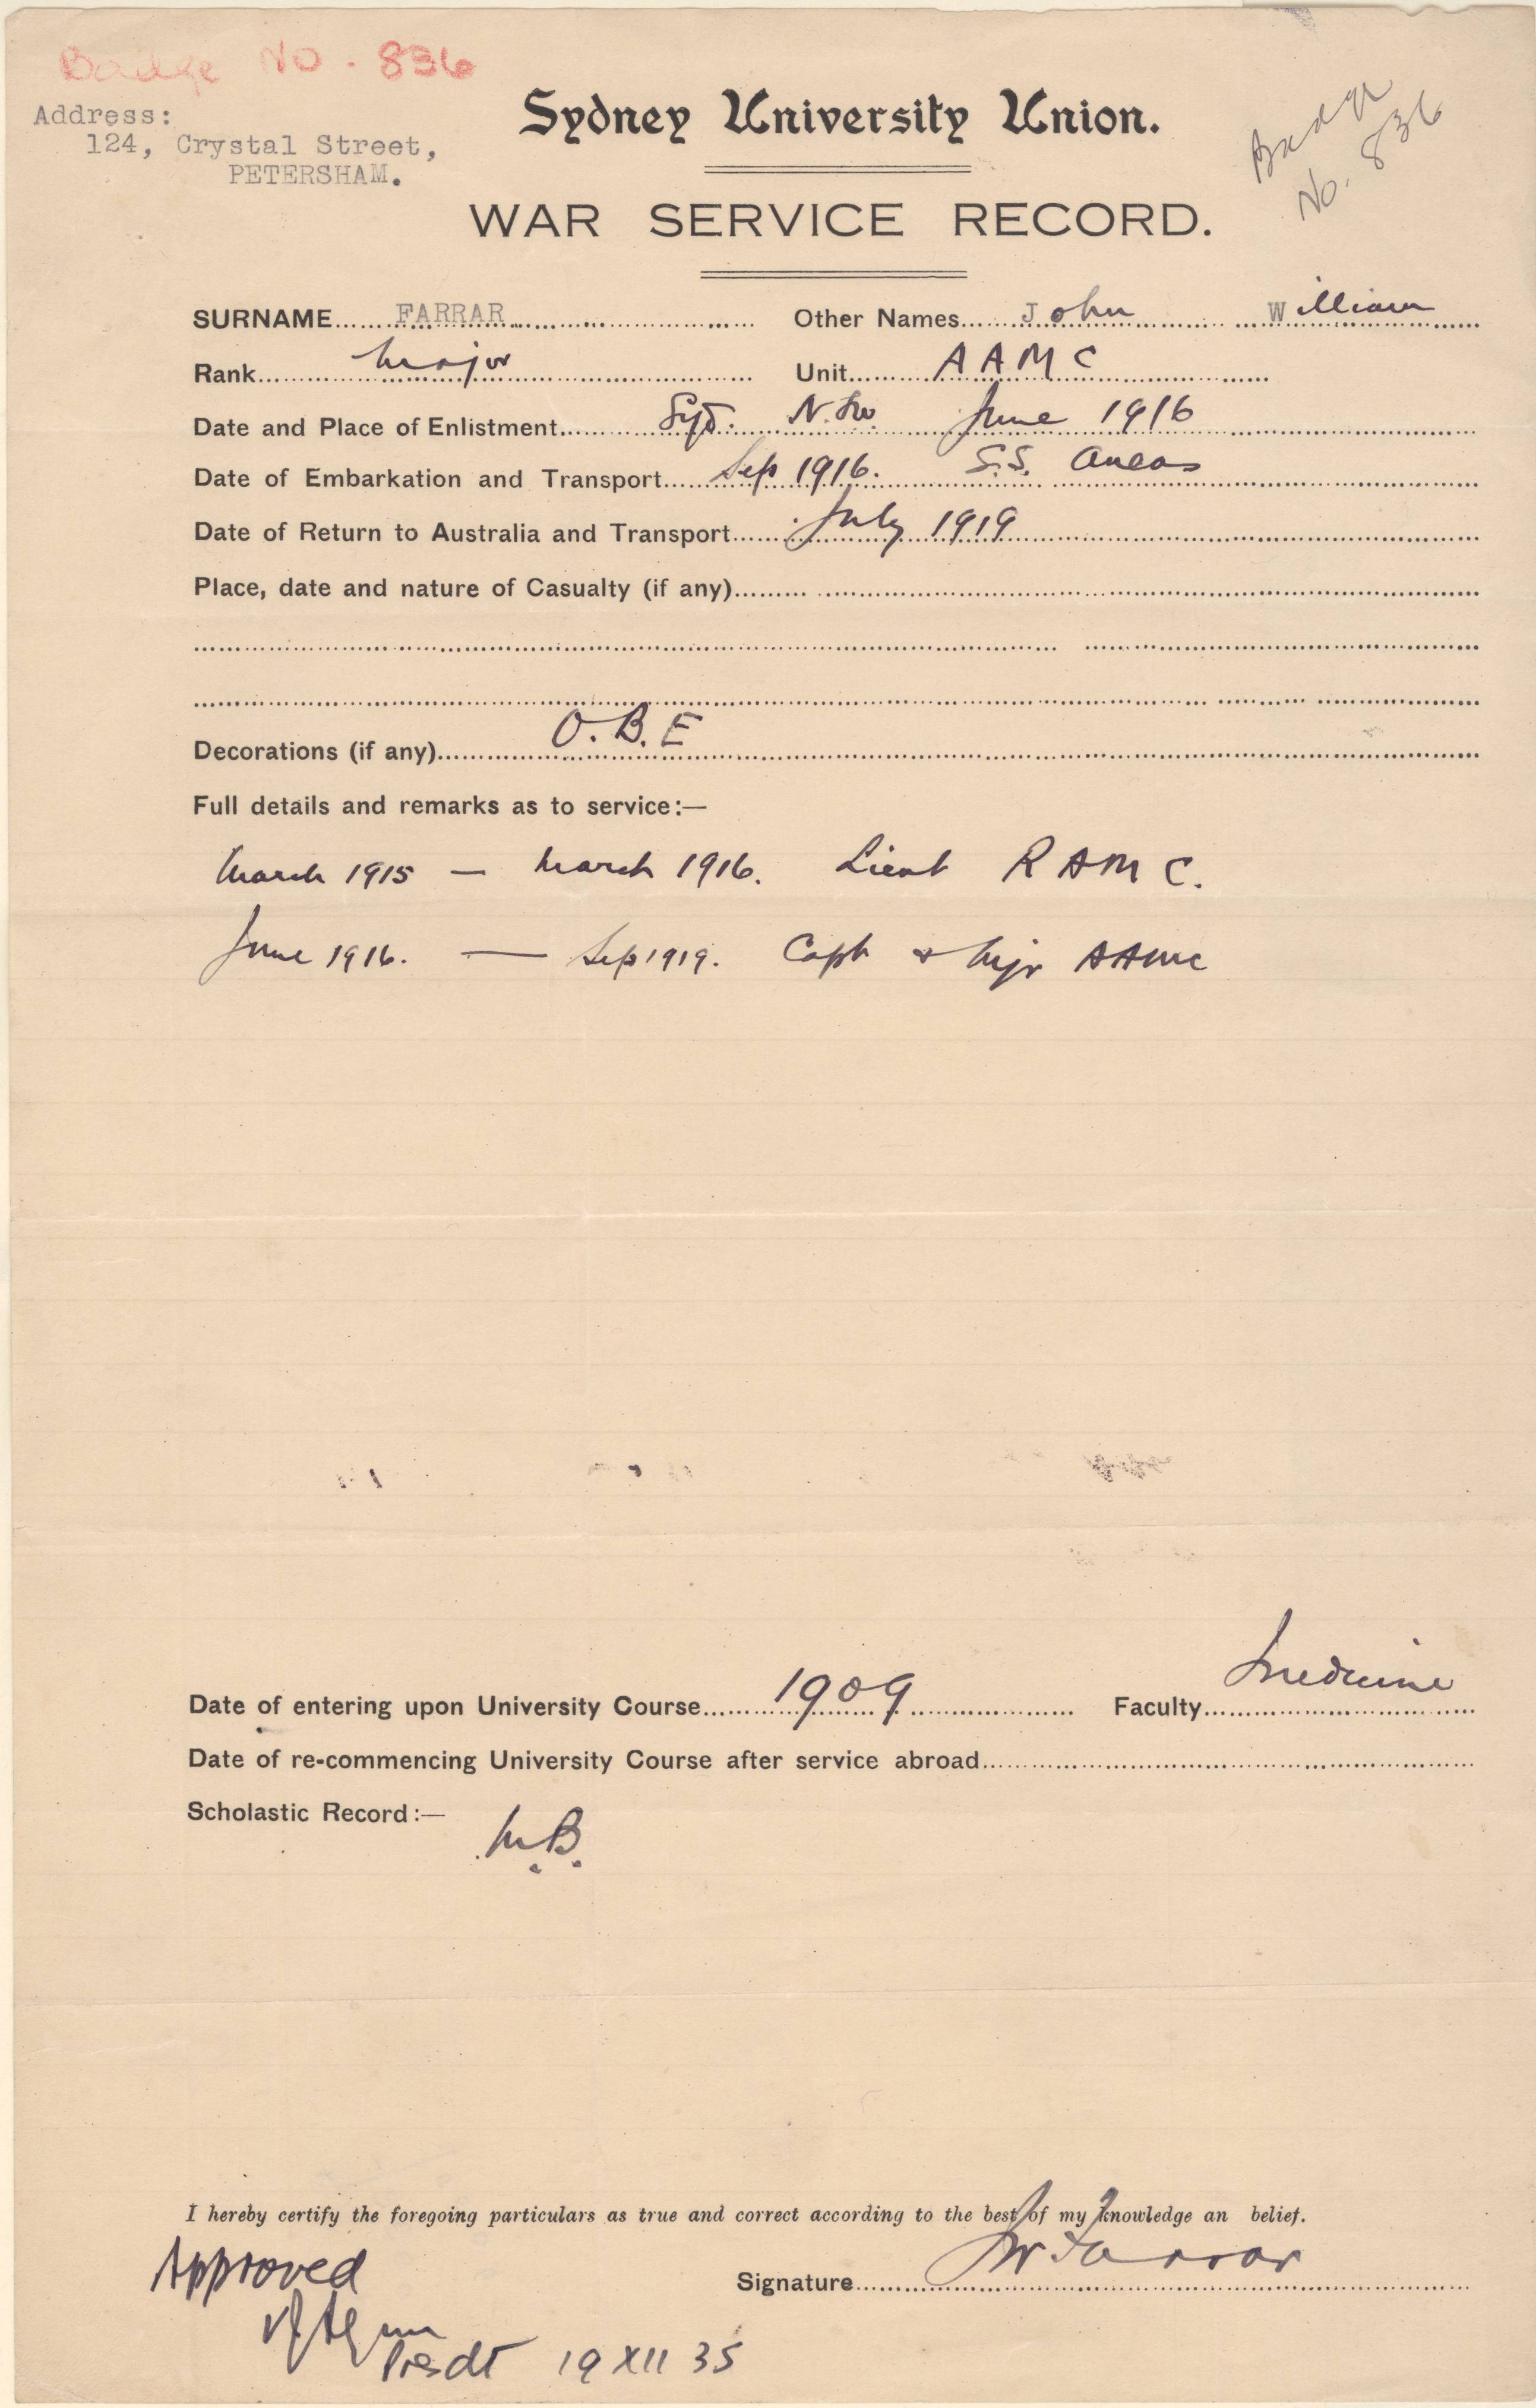 Badge No. 836
Address:
124, Crystal Street,
PETERSHAM.
Sydney University Union.
Badge
No. 836
WAR SERVICE RECORD.
SURNAME FARRAR Other Names John William
Rank Major Unit A A M C
Date and Place of Enlistment Syd. N.S.W. June 1916
Date of Embarkation and Transport Sep 1916. S.S.
Date of Return to Australia and Transport July 1919
Place, date and nature of Casualty (if any)
Decorations (if any) O.B.E
Full details and remarks as to service:—
March 1915 — March 1916. Lieut R A M C.
June 1916. — Sep 1919. Capt & Mjr AAMC
Date of entering upon University Course 1909 Faculty Medicine
Date of re-commencing University Course after service abroad
Scholastic Record:—
M.B.
I hereby certify the foregoing particulars as true and correct according to the best of my knowledge an belief.
Signature JW Farrar
Approved
Presdt 19 XII 35